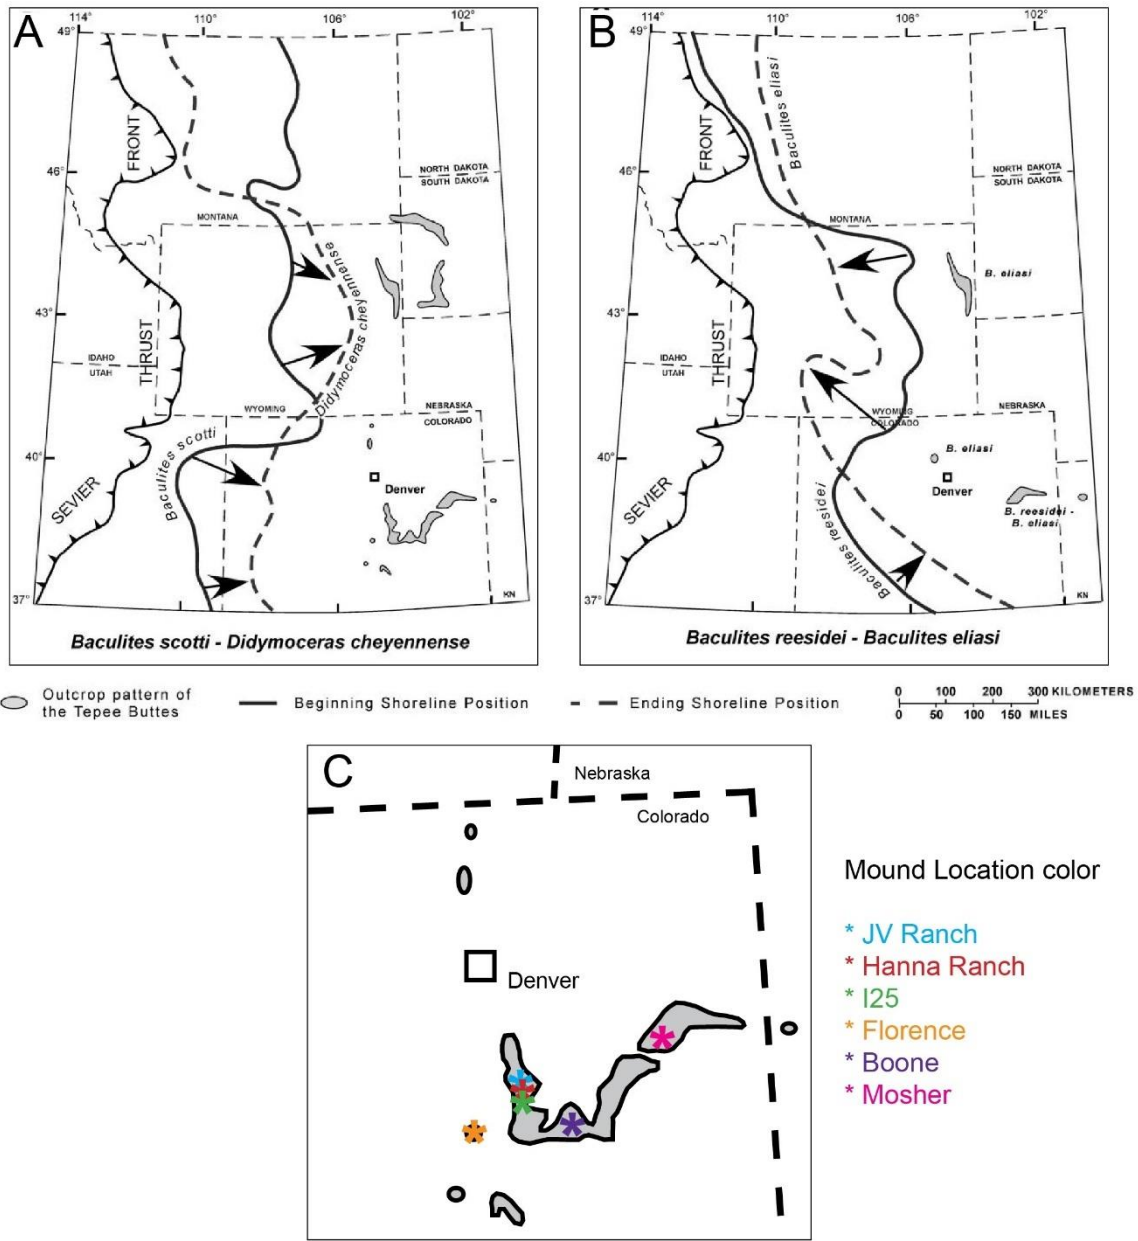 A
114°
110°
106°
102°
49°
FRONT
46°
NORTH DAKOTA
SOUTH DAKOTA
MONTANA
Didymoceras cheyennense
43°
THRUST
IDAHO
UTAH
WYOMING
NEBRASKA
COLORADO
Baculites scotti
40°
Denver
SEVIER
37°
KN
Baculites scotti - Didymoceras cheyennense
B
114°
110°
106°
102°
49°
Baculites eliasi
FRONT
46°
NORTH DAKOTA
SOUTH DAKOTA
MONTANA
B. eliasi
43°
THRUST
IDAHO
UTAH
WYOMING
COLORADO
NEBRASKA
40°
B. eliasi
Denver
B. reesidei -
B. eliasi
SEVIER
Baculites reesidei
37°
KN
Baculites reesidei - Baculites eliasi
Outcrop pattern of
the Tepee Buttes
Beginning Shoreline Position
Ending Shoreline Position
0 100 200 300 KILOMETERS
0 50 100 150 MILES
C
Nebraska
Colorado
Denver
Mound Location color
* JV Ranch
* Hanna Ranch
* I25
* Florence
* Boone
* Mosher